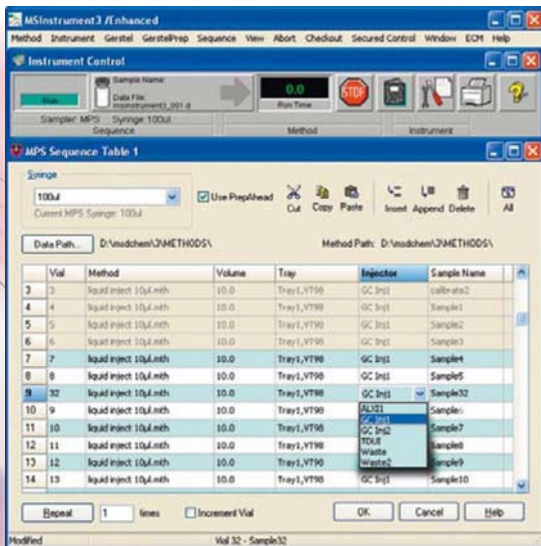 MSInstrument3 /Enhanced
Method Instrument Gerstel GerstelPrep Sequence View Abort Checkout Secured Control Window ECM Help
Instrument Control
Sample Name:
Data File:
0.0
Run Time
STOP
Sampler: MPS Syringe: 100ul
Sequence Method Instrument
MPS Sequence Table 1
Syringe
100ul
Use PrepAhead
Cut Copy Paste Insert Append Delete All
Current MPS Syringe: 100ul
Data Path... D:\msdchem\3\METHODS\ Method Path: D:\msdchem\3\METHODS\
Vial Method Volume Tray Injector Sample Name
3 3 liquid inject 10µl.mth 10.0 Tray1,VT98 GC Inj1 calibrate2
4 4 liquid inject 10µl.mth 10.0 Tray1,VT98 GC Inj1 Sample1
5 5 liquid inject 10µl.mth 10.0 Tray1,VT98 GC Inj1 Sample2
6 6 liquid inject 10µl.mth 10.0 Tray1,VT98 GC Inj1 Sample3
7 7 liquid inject 10µl.mth 10.0 Tray1,VT98 GC Inj1 Sample4
8 8 liquid inject 10µl.mth 10.0 Tray1,VT98 GC Inj1 Sample5
9 32 liquid inject 10µl.mth 10.0 Tray1,VT98 GC Inj1 Sample32
10 9 liquid inject 10µl.mth 10.0 Tray1,VT98 Sample6
11 10 liquid inject 10µl.mth 10.0 Tray1,VT98 Sample7
12 11 liquid inject 10µl.mth 10.0 Tray1,VT98 Sample8
13 12 liquid inject 10µl.mth 10.0 Tray1,VT98 Sample9
14 13 liquid inject 10µl.mth 10.0 Tray1,VT98 GC Inj1 Sample10
GC Inj1
GC Inj2
Waste
Waste2
Repeat 1 times Increment Vial OK Cancel Help
Modified Vial 32 - Sample32